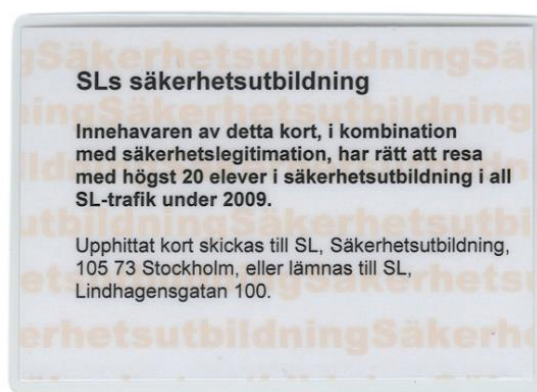 SLs säkerhetsutbildning
Innehavaren av detta kort, i kombination
med säkerhetslegitimation, har rätt att resa
med högst 20 elever i säkerhetsutbildning i all
SL-trafik under 2009.
Upphittat kort skickas till SL, Säkerhetsutbildning,
105 73 Stockholm, eller lämnas till SL,
Lindhagensgatan 100.